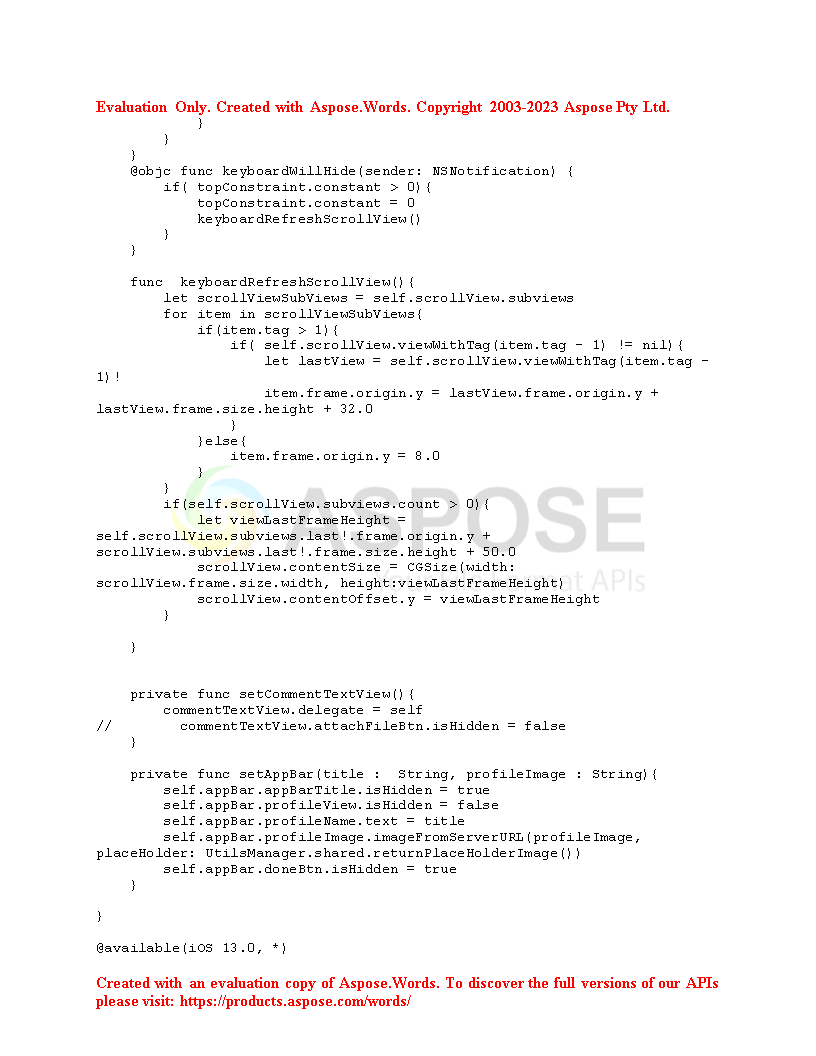 Evaluation Only. Created with Aspose.Words. Copyright 2003-2023 Aspose Pty Ltd.
            }
        }
    }
    @objc func keyboardWillHide(sender: NSNotification) {
        if( topConstraint.constant > 0){
            topConstraint.constant = 0
            keyboardRefreshScrollView()
        }
    }

    func  keyboardRefreshScrollView(){
        let scrollViewSubViews = self.scrollView.subviews
        for item in scrollViewSubViews{
            if(item.tag > 1){
                if( self.scrollView.viewWithTag(item.tag - 1) != nil){
                    let lastView = self.scrollView.viewWithTag(item.tag -
1)!
                    item.frame.origin.y = lastView.frame.origin.y +
lastView.frame.size.height + 32.0
                }
            }else{
                item.frame.origin.y = 8.0
            }
        }
        if(self.scrollView.subviews.count > 0){
            let viewLastFrameHeight =
self.scrollView.subviews.last!.frame.origin.y +
scrollView.subviews.last!.frame.size.height + 50.0
            scrollView.contentSize = CGSize(width:
scrollView.frame.size.width, height:viewLastFrameHeight)
            scrollView.contentOffset.y = viewLastFrameHeight
        }

    }


    private func setCommentTextView(){
        commentTextView.delegate = self
//        commentTextView.attachFileBtn.isHidden = false
    }

    private func setAppBar(title :  String, profileImage : String){
        self.appBar.appBarTitle.isHidden = true
        self.appBar.profileView.isHidden = false
        self.appBar.profileName.text = title
        self.appBar.profileImage.imageFromServerURL(profileImage,
placeHolder: UtilsManager.shared.returnPlaceHolderImage())
        self.appBar.doneBtn.isHidden = true
    }

}

@available(iOS 13.0, *)
ASPOSE
APIs
Created with an evaluation copy of Aspose.Words. To discover the full versions of our APIs
please visit: https://products.aspose.com/words/